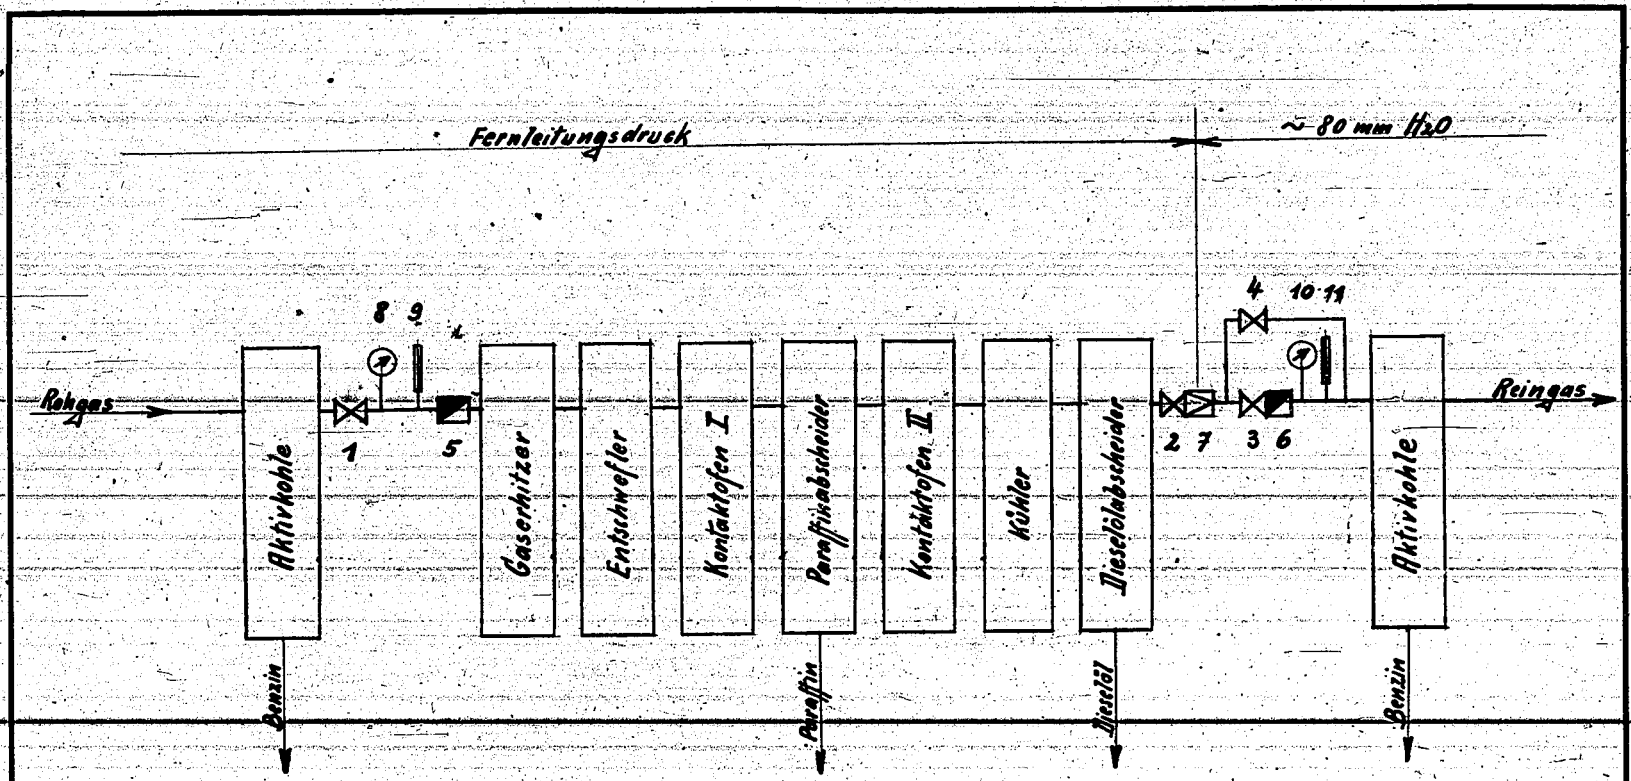 Fernleitungsdruck
~ 80 mm H2O
8 9
4 10 11
Rohgas
Reingas
1 5
2 7 3 6
Aktivkohle
Gaserhitzer
Entschwefler
Kontaktofen I
Paraffinabscheider
Kontaktofen II
Kühler
Dieselölabscheider
Aktivkohle
Benzin
Paraffin
Dieselöl
Benzin